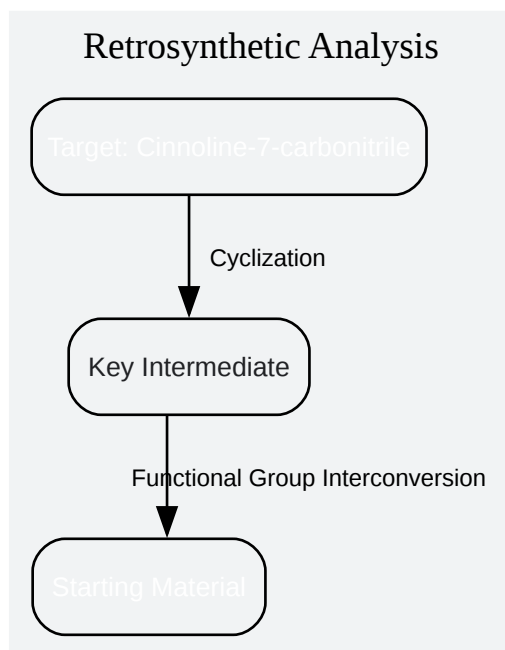 Retrosynthetic Analysis
Target: Cinnoline-7-carbonitrile
Cyclization
Key Intermediate
Functional Group Interconversion
Starting Material